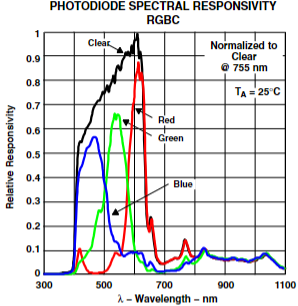 PHOTODIODE SPECTRAL RESPONSIVITY
RGBC
1
0.9
0.8
0.7
0.6
0.5
0.4
0.3
0.2
0.1
0
Relative Responsivity
Clear
Normalized to
Clear
@ 755 nm
TA = 25°C
Red
Green
Blue
300 500 700 900 1100
λ – Wavelength – nm